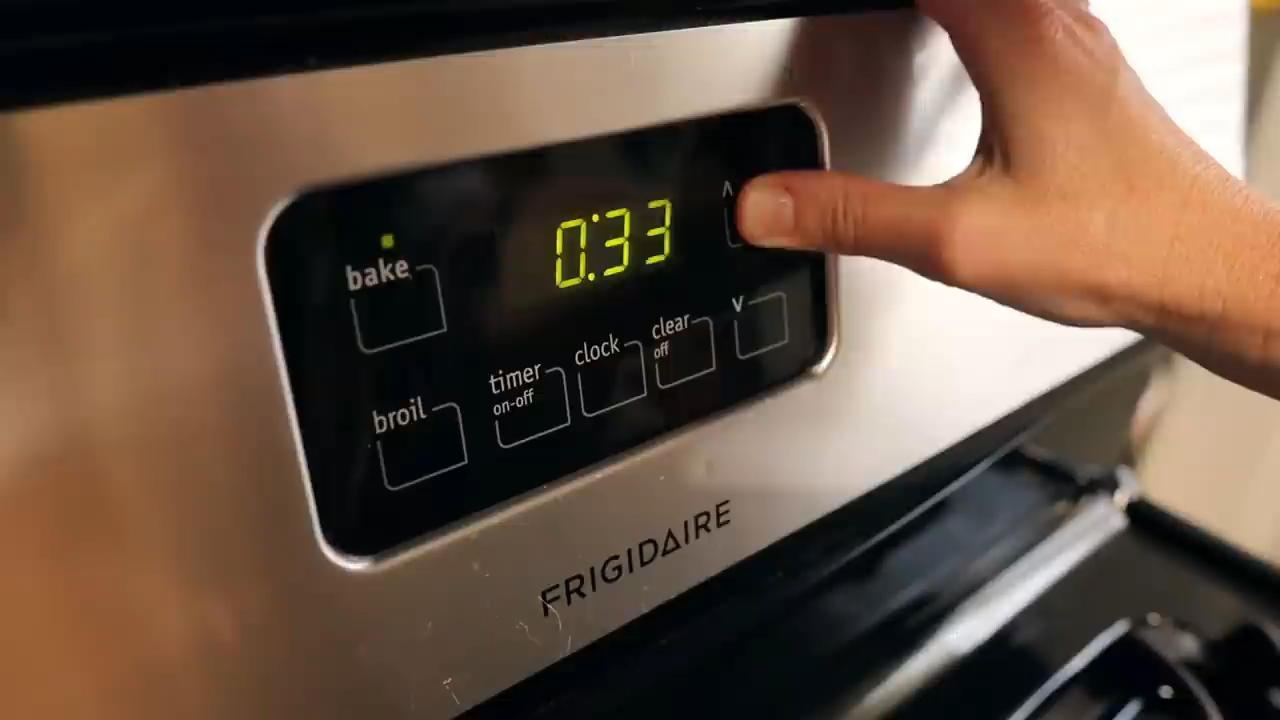 0:33
^
bake
clear
off
v
clock
timer
on-off
broil
FRIGIDAIRE